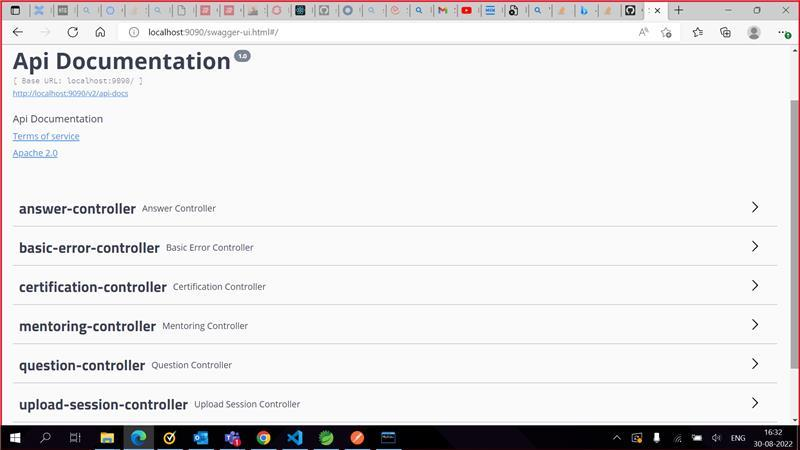 localhost:9090/swagger-ui.html#/
Api Documentation 1.0
[ Base URL: localhost:9090/ ]
http://localhost:9090/v2/api-docs
Api Documentation
Terms of service
Apache 2.0
answer-controller Answer Controller
basic-error-controller Basic Error Controller
certification-controller Certification Controller
mentoring-controller Mentoring Controller
question-controller Question Controller
upload-session-controller Upload Session Controller
ENG
16:32
30-08-2022